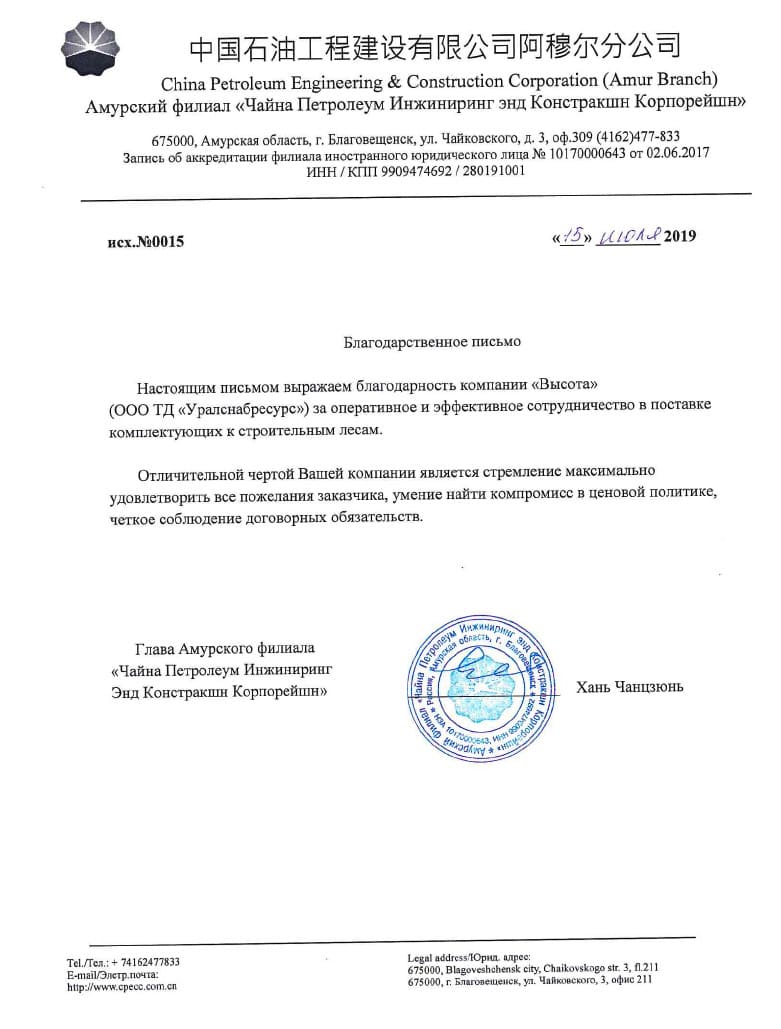 中国石油工程建设有限公司阿穆尔分公司
China Petroleum Engineering & Construction Corporation (Amur Branch)
Амурский филиал «Чайна Петролеум Инжиниринг энд Констракшн Корпорейшн»
675000, Амурская область, г. Благовещенск, ул. Чайковского, д. 3, оф.309 (4162)477-833
Запись об аккредитации филиала иностранного юридического лица № 10170000643 от 02.06.2017
ИНН / КПП 9909474692 / 280191001
исх.№0015
«15» июля 2019
Благодарственное письмо
Настоящим письмом выражаем благодарность компании «Высота»
(ООО ТД «Уралснабресурс») за оперативное и эффективное сотрудничество в поставке
комплектующих к строительным лесам.
Отличительной чертой Вашей компании является стремление максимально
удовлетворить все пожелания заказчика, умение найти компромисс в ценовой политике,
четкое соблюдение договорных обязательств.
Глава Амурского филиала
«Чайна Петролеум Инжиниринг
Энд Констракшн Корпорейшн»
Амурский Филиал «Чайна Петролеум Инжиниринг энд Констракшн Корпорейшн» *
* Россия, Амурская область, г. Благовещенск * НЗА 10170000643, ИНН 9909474692
Хань Чанцзюнь
Tel./Тел.: + 74162477833
E-mail/Элетр.почта:
http://www.cpecc.com.cn
Legal address/Юрид. адрес:
675000, Blagoveshchensk city, Chaikovskogo str. 3, fl.211
675000, г. Благовещенск, ул. Чайковского, 3, офис 211